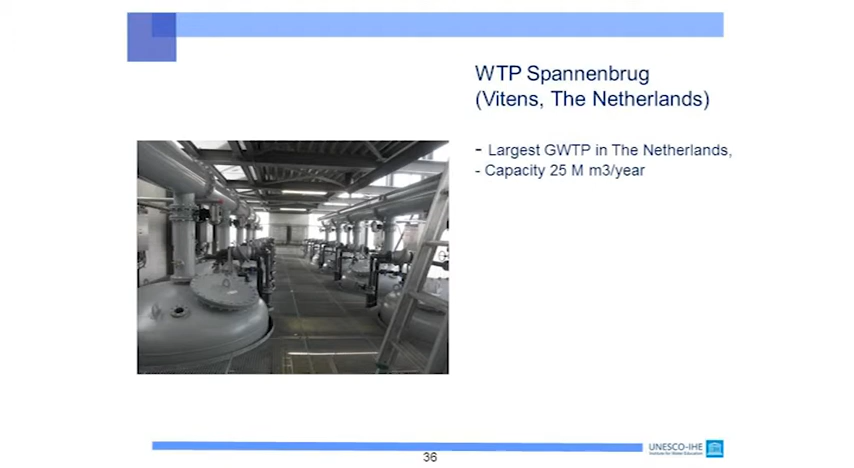 WTP Spannenbrug
(Vitens, The Netherlands)
- Largest GWTP in The Netherlands,
- Capacity 25 M m3/year
UNESCO-IHE
Institute for Water Education
36